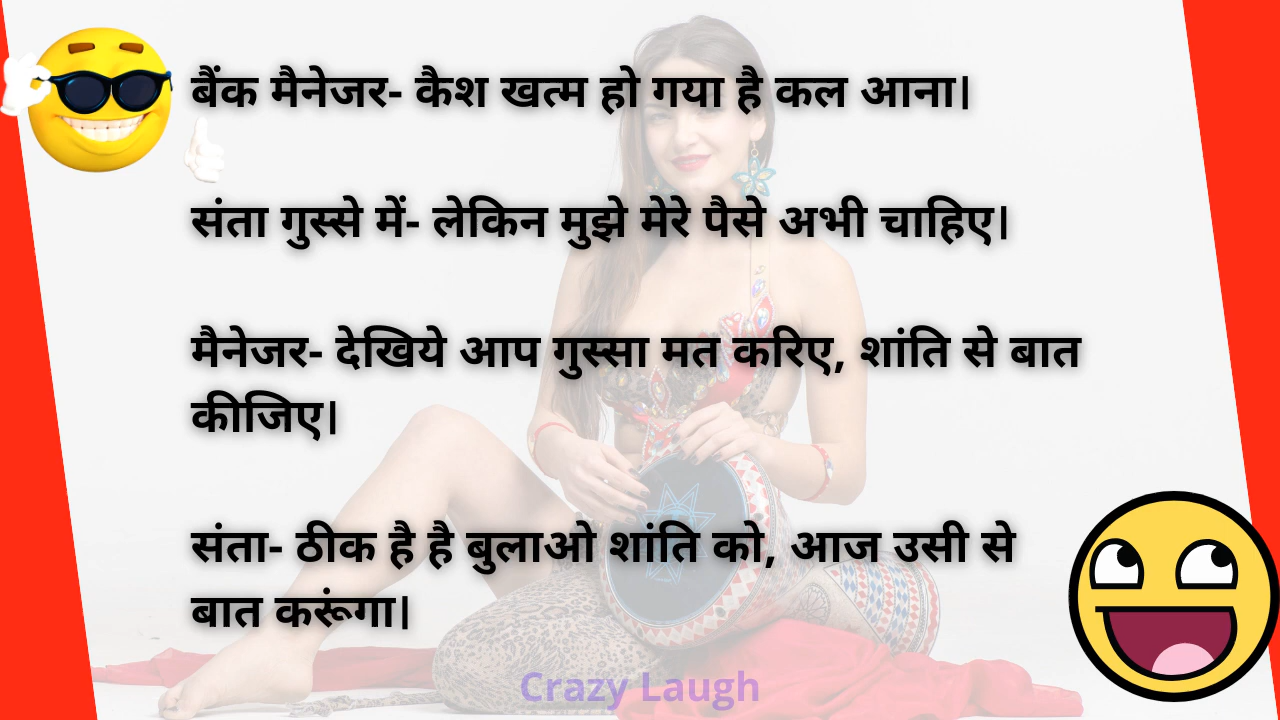 बैंक मैनेजर- कैश खत्म हो गया है कल आना।
संता गुस्से में- लेकिन मुझे मेरे पैसे अभी चाहिए।
मैनेजर- देखिये आप गुस्सा मत करिए, शांति से बात
कीजिए।
संता- ठीक है है बुलाओ शांति को, आज उसी से
बात करूंगा।
Crazy Laugh